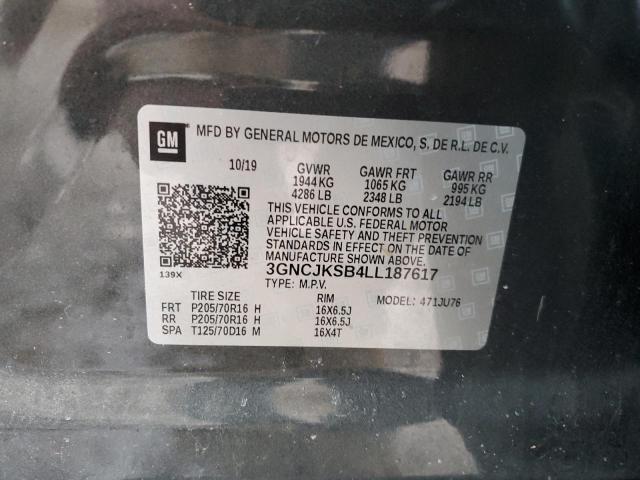 GM
MFD BY GENERAL MOTORS DE MEXICO, S. DE R.L. DE C.V.
10/19 GVWR GAWR FRT GAWR RR
1944 KG 1065 KG 995 KG
4286 LB 2348 LB 2194 LB
THIS VEHICLE CONFORMS TO ALL
APPLICABLE U.S. FEDERAL MOTOR
VEHICLE SAFETY AND THEFT PREVENTION
STANDARDS IN EFFECT ON THE DATE OF
MANUFACTURE SHOWN ABOVE.
139X
3GNCJKSB4LL187617
TYPE: M.P.V.
TIRE SIZE RIM MODEL: 471JU76
FRT P205/70R16 H 16X6.5J
RR P205/70R16 H 16X6.5J
SPA T125/70D16 M 16X4T